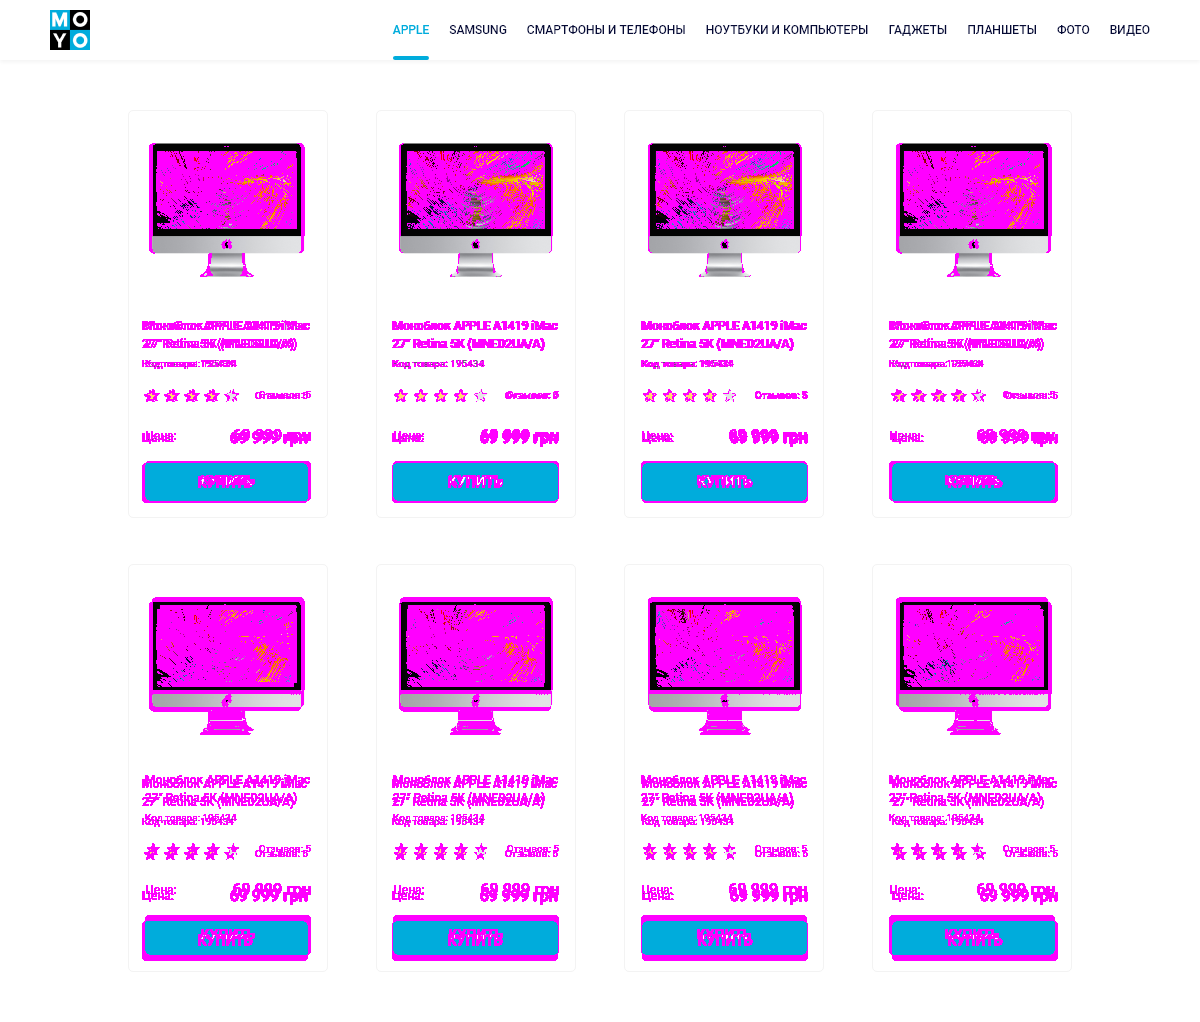 MO
YO
APPLE SAMSUNG СМАРТФОНЫ И ТЕЛЕФОНЫ НОУТБУКИ И КОМПЬЮТЕРЫ ГАДЖЕТЫ ПЛАНШЕТЫ ФОТО ВИДЕО
Моноблок APPLE A1419 iMac Моноблок APPLE A1419 iMac Моноблок APPLE A1419 iMac Моноблок APPLE A1419 iMac
27" Retina 5K (MNED2UA/A) 27" Retina 5K (MNED2UA/A) 27" Retina 5K (MNED2UA/A) 27" Retina 5K (MNED2UA/A)
Код товара: 195434 Код товара: 195434 Код товара: 195434 Код товара: 195434
Отзывов: 5 Отзывов: 5 Отзывов: 5 Отзывов: 5
Цена: 69 999 грн Цена: 69 999 грн Цена: 69 999 грн Цена: 69 999 грн
КУПИТЬ КУПИТЬ КУПИТЬ КУПИТЬ
Моноблок APPLE A1419 iMac Моноблок APPLE A1419 iMac Моноблок APPLE A1419 iMac Моноблок APPLE A1419 iMac
27" Retina 5K (MNED2UA/A) 27" Retina 5K (MNED2UA/A) 27" Retina 5K (MNED2UA/A) 27" Retina 5K (MNED2UA/A)
Код товара: 195434 Код товара: 195434 Код товара: 195434 Код товара: 195434
Отзывов: 5 Отзывов: 5 Отзывов: 5 Отзывов: 5
Цена: 69 999 грн Цена: 69 999 грн Цена: 69 999 грн Цена: 69 999 грн
КУПИТЬ КУПИТЬ КУПИТЬ КУПИТЬ